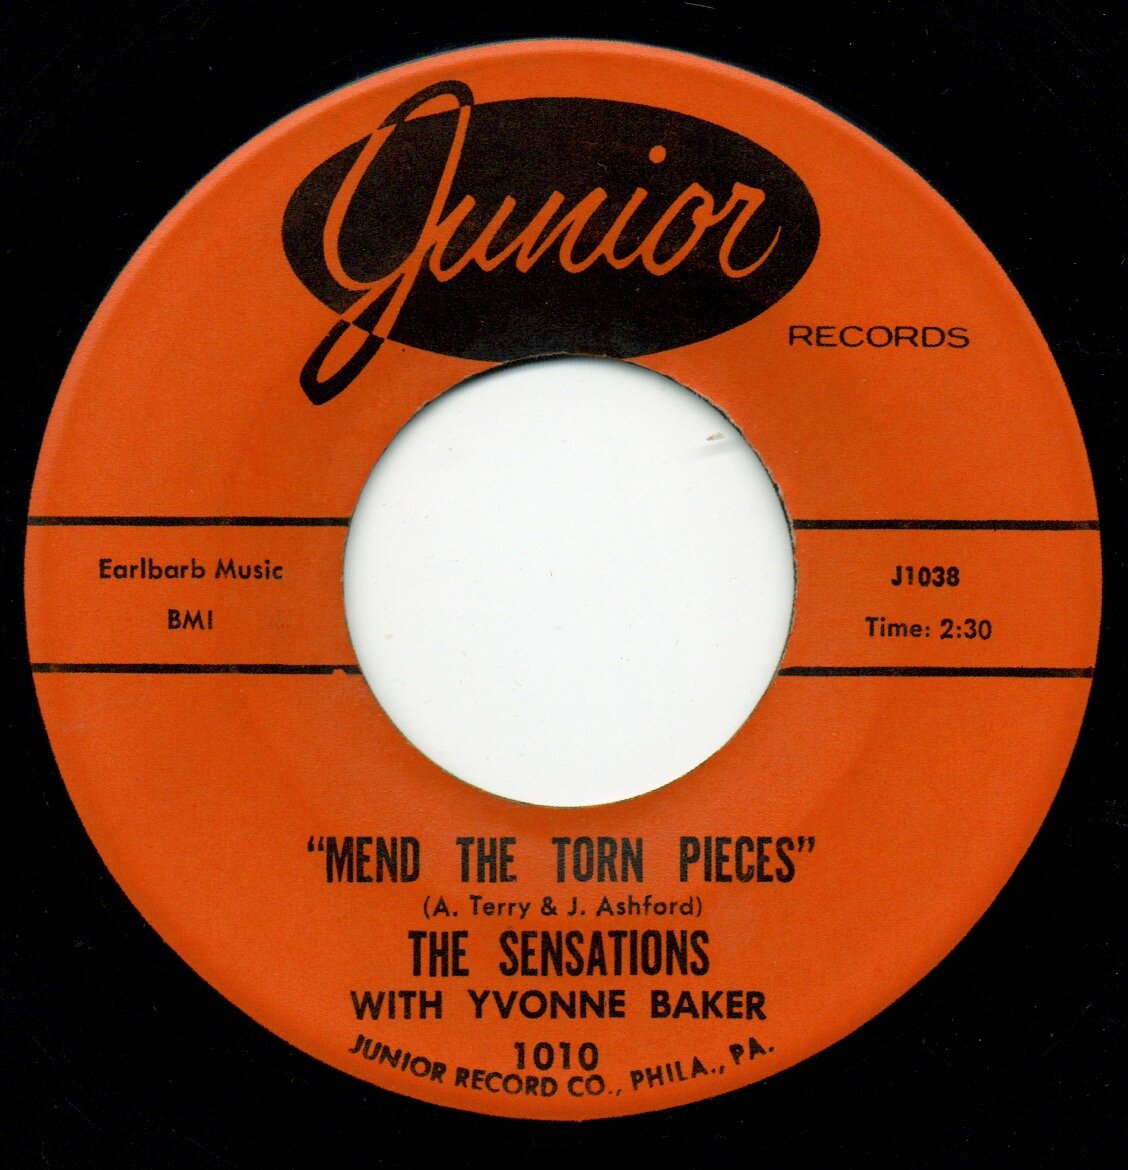 Junior
RECORDS
Earlbarb Music
BMI
J1038
Time: 2:30
"MEND THE TORN PIECES"
(A. Terry & J. Ashford)
THE SENSATIONS
WITH YVONNE BAKER
1010
JUNIOR RECORD CO., PHILA., PA.